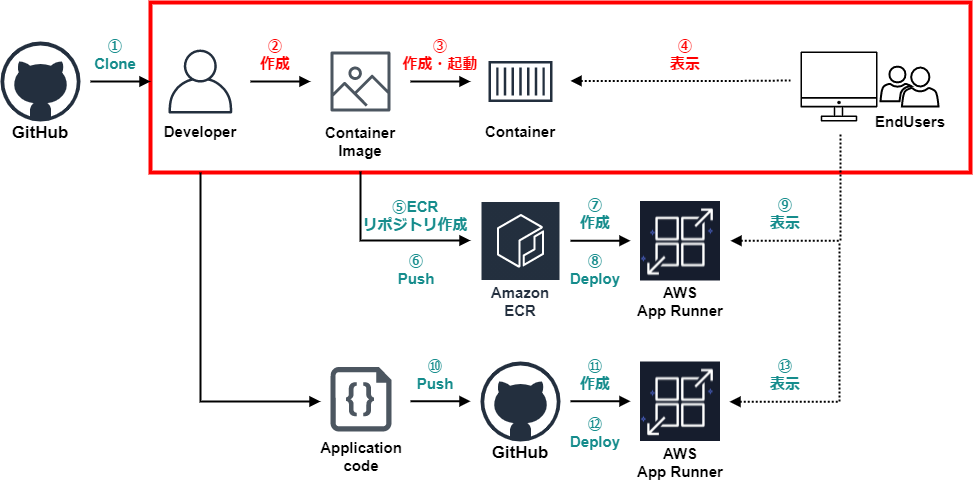 ①
Clone
GitHub
Developer
②
作成
Container
Image
③
作成・起動
Container
④
表示
EndUsers
⑤ECR
リポジトリ作成
⑥
Push
Amazon
ECR
⑦
作成
⑧
Deploy
AWS
App Runner
⑨
表示
Application
code
⑩
Push
GitHub
⑪
作成
⑫
Deploy
AWS
App Runner
⑬
表示